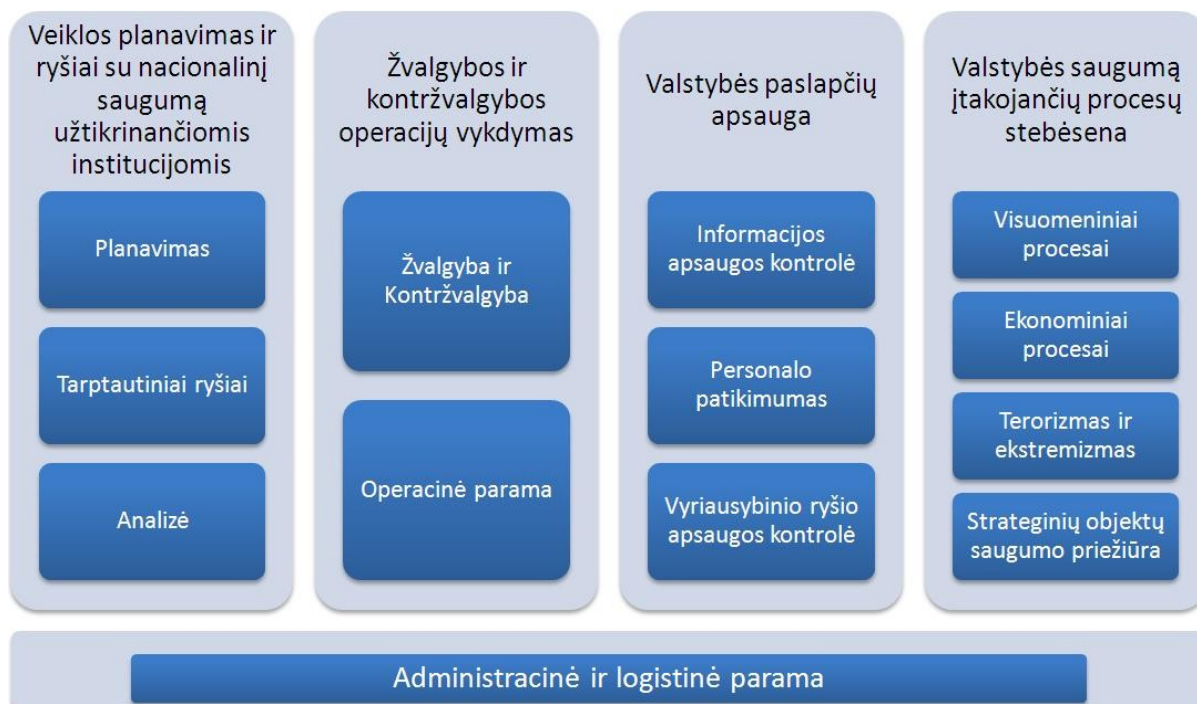 Veiklos planavimas ir
ryšiai su nacionalinį
saugumą
užtikrinančiomis
institucijomis
Planavimas
Tarptautiniai ryšiai
Analizė
Žvalgybos ir
kontržvalgybos
operacijų vykdymas
Žvalgyba ir
Kontržvalgyba
Operacinė parama
Valstybės paslapčių
apsauga
Informacijos
apsaugos kontrolė
Personalo
patikimumas
Vyriausybinio ryšio
apsaugos kontrolė
Valstybės saugumą
įtakojančių procesų
stebėsena
Visuomeniniai
procesai
Ekonominiai
procesai
Terorizmas ir
ekstremizmas
Strateginių objektų
saugumo priežiūra
Administracinė ir logistinė parama